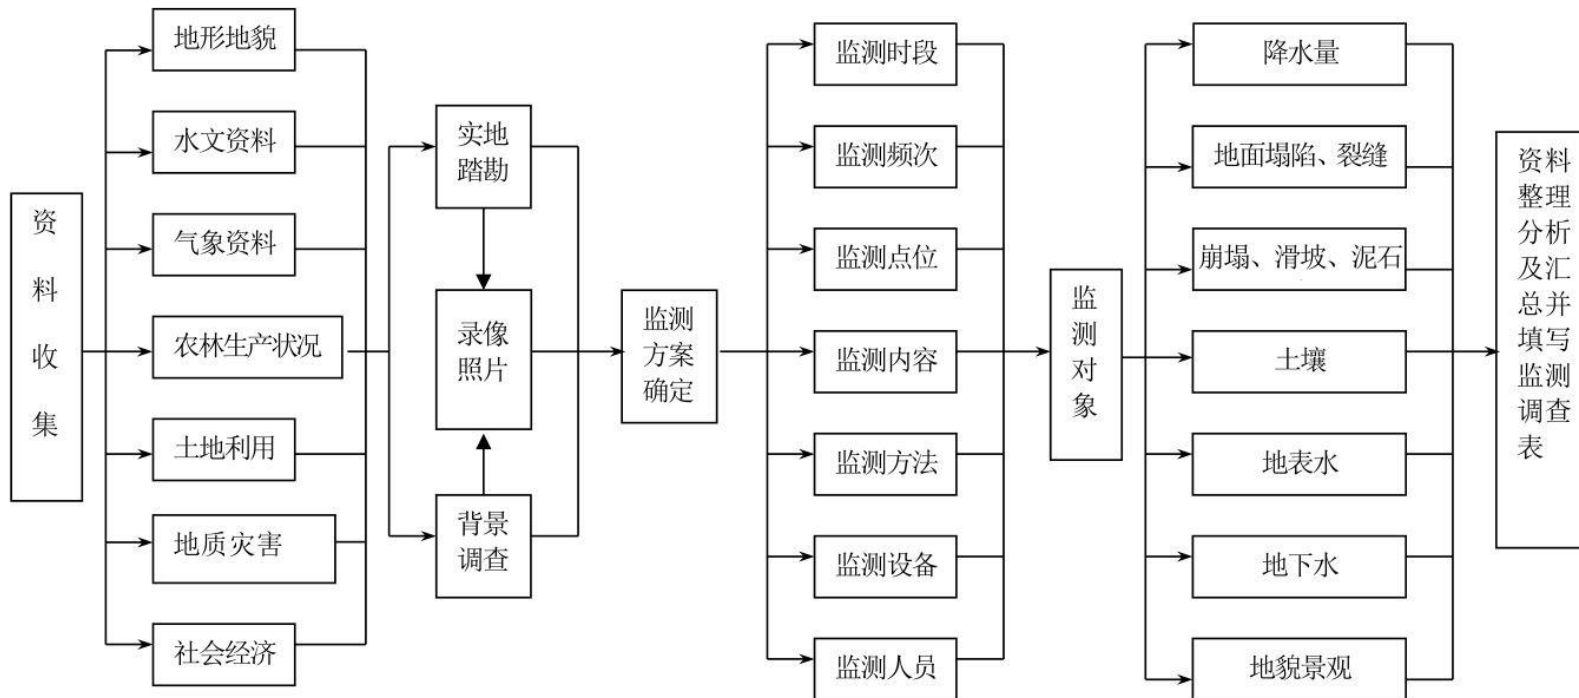 资
料
收
集
地形地貌
水文资料
气象资料
农林生产状况
土地利用
地质灾害
社会经济
实地
踏勘
录像
照片
背景
调查
监测
方案
确定
监测时段
监测频次
监测点位
监测内容
监测方法
监测设备
监测人员
监
测
对
象
降水量
地面塌陷、裂缝
崩塌、滑坡、泥石
土壤
地表水
地下水
地貌景观
资料
整理
分析
及汇
总并
填写
监测
调查
表